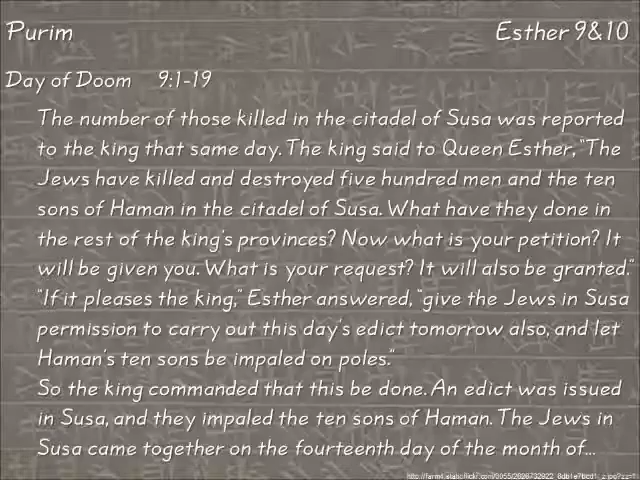 Purim Esther 9&10
Day of Doom 9:1-19
The number of those killed in the citadel of Susa was reported
to the king that same day. The king said to Queen Esther, "The
Jews have killed and destroyed five hundred men and the ten
sons of Haman in the citadel of Susa. What have they done in
the rest of the king's provinces? Now what is your petition? It
will be given you. What is your request? It will also be granted."
"If it pleases the king," Esther answered, "give the Jews in Susa
permission to carry out this day's edict tomorrow also, and let
Haman's ten sons be impaled on poles."
So the king commanded that this be done. An edict was issued
in Susa, and they impaled the ten sons of Haman. The Jews in
Susa came together on the fourteenth day of the month of...